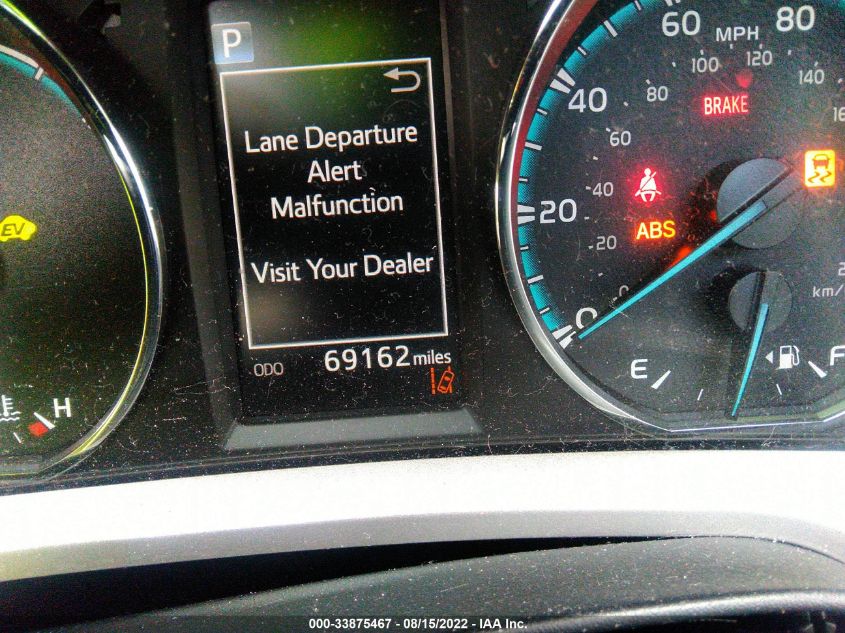 P
Lane Departure
Alert
Malfunction
Visit Your Dealer
ODO 69162 miles
EV
H
60 80
MPH
100 120 140
40 80
BRAKE
60
40
20 ABS
20
0 0
km/
E F
000-33875467 - 08/15/2022 - IAA Inc.